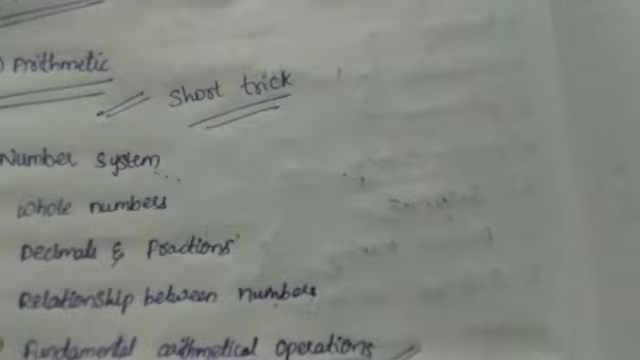 ) Arithmetic
Short trick
Number system
Whole numbers
Decimals & Fractions
Relationship between numbers
) Fundamental arithmetical operations